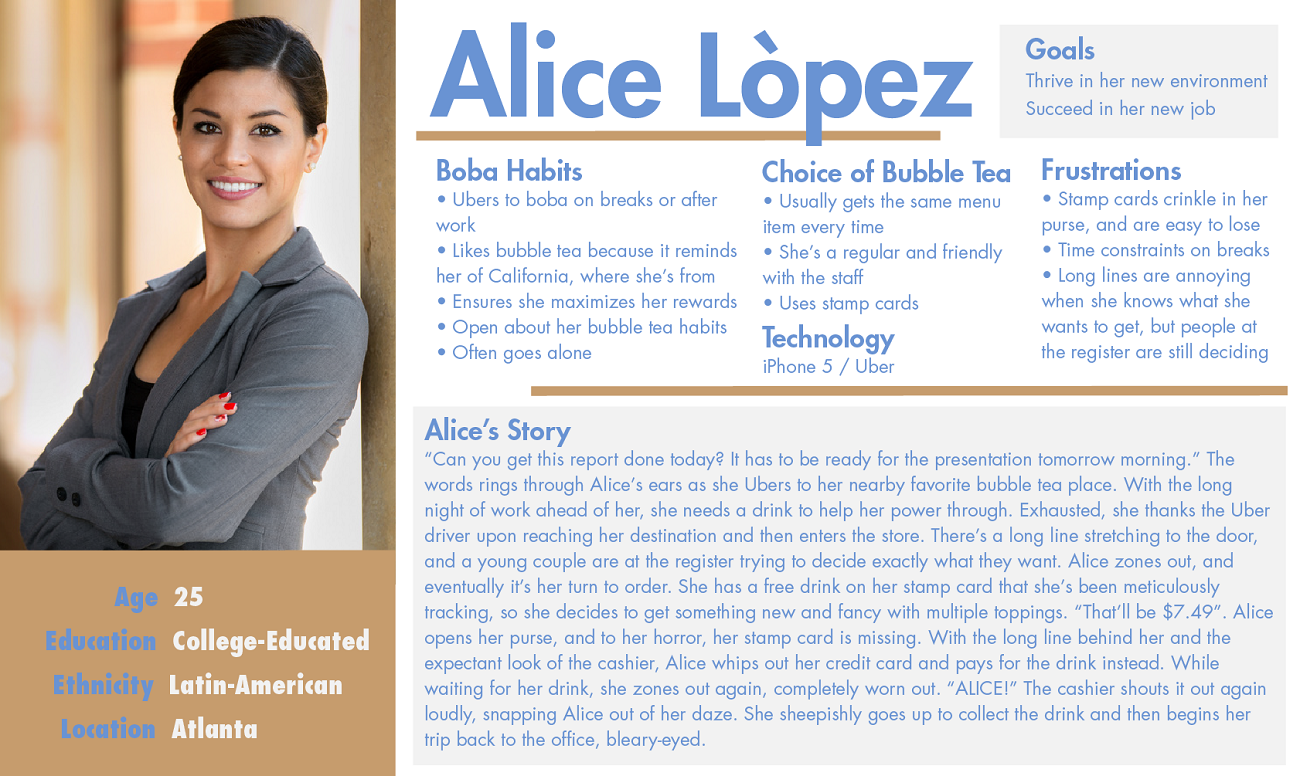 Alice Lòpez
Goals
Thrive in her new environment
Succeed in her new job
Boba Habits
• Ubers to boba on breaks or after
work
• Likes bubble tea because it reminds
her of California, where she’s from
• Ensures she maximizes her rewards
• Open about her bubble tea habits
• Often goes alone
Choice of Bubble Tea
• Usually gets the same menu
item every time
• She’s a regular and friendly
with the staff
• Uses stamp cards
Technology
iPhone 5 / Uber
Frustrations
• Stamp cards crinkle in her
purse, and are easy to lose
• Time constraints on breaks
• Long lines are annoying
when she knows what she
wants to get, but people at
the register are still deciding
Age 25
Education College-Educated
Ethnicity Latin-American
Location Atlanta
Alice’s Story
“Can you get this report done today? It has to be ready for the presentation tomorrow morning.” The
words rings through Alice’s ears as she Ubers to her nearby favorite bubble tea place. With the long
night of work ahead of her, she needs a drink to help her power through. Exhausted, she thanks the Uber
driver upon reaching her destination and then enters the store. There’s a long line stretching to the door,
and a young couple are at the register trying to decide exactly what they want. Alice zones out, and
eventually it’s her turn to order. She has a free drink on her stamp card that she’s been meticulously
tracking, so she decides to get something new and fancy with multiple toppings. “That’ll be $7.49”. Alice
opens her purse, and to her horror, her stamp card is missing. With the long line behind her and the
expectant look of the cashier, Alice whips out her credit card and pays for the drink instead. While
waiting for her drink, she zones out again, completely worn out. “ALICE!” The cashier shouts it out again
loudly, snapping Alice out of her daze. She sheepishly goes up to collect the drink and then begins her
trip back to the office, bleary-eyed.